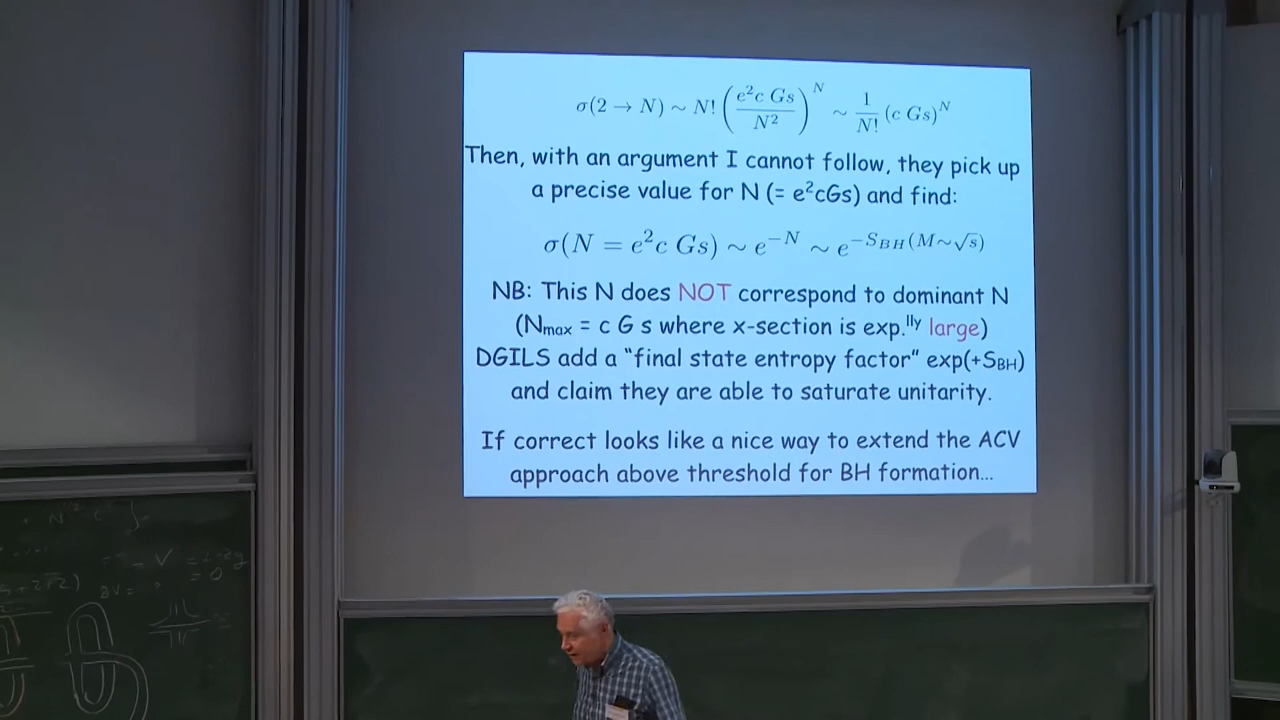 σ(2 → N) ~ N! (e²c Gs / N²)^N ~ 1/N! (c Gs)^N
Then, with an argument I cannot follow, they pick up
a precise value for N (= e²cGs) and find:
σ(N = e²c Gs) ~ e^{-N} ~ e^{-S_{BH}(M~√s)}
NB: This N does NOT correspond to dominant N
(N_max = c G s where x-section is exp.^lly large)
DGILS add a “final state entropy factor” exp(+S_BH)
and claim they are able to saturate unitarity.
If correct looks like a nice way to extend the ACV
approach above threshold for BH formation...